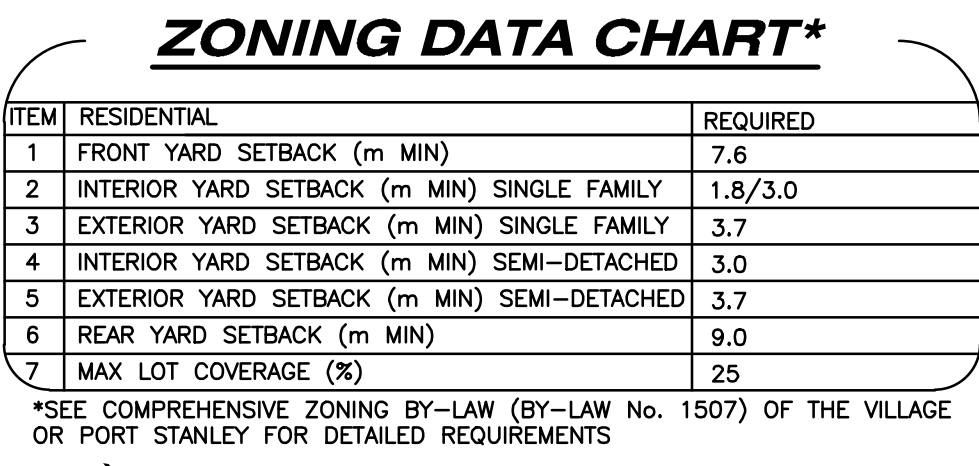 ZONING DATA CHART*
ITEM RESIDENTIAL REQUIRED
1 FRONT YARD SETBACK (m MIN) 7.6
2 INTERIOR YARD SETBACK (m MIN) SINGLE FAMILY 1.8/3.0
3 EXTERIOR YARD SETBACK (m MIN) SINGLE FAMILY 3.7
4 INTERIOR YARD SETBACK (m MIN) SEMI-DETACHED 3.0
5 EXTERIOR YARD SETBACK (m MIN) SEMI-DETACHED 3.7
6 REAR YARD SETBACK (m MIN) 9.0
7 MAX LOT COVERAGE (%) 25
*SEE COMPREHENSIVE ZONING BY-LAW (BY-LAW No. 1507) OF THE VILLAGE
OR PORT STANLEY FOR DETAILED REQUIREMENTS